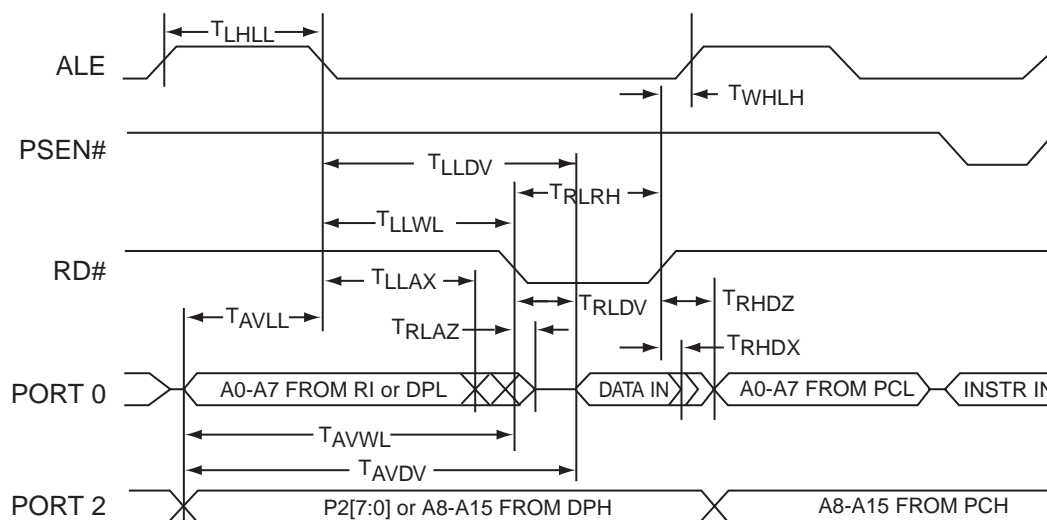 TLHLL
ALE
TWHLH
PSEN#
TLLDV
TRLRH
TLLWL
RD#
TLLAX
TAVLL
TRLDV
TRHDZ
TRLAZ
TRHDX
PORT 0
A0-A7 FROM RI or DPL
DATA IN
A0-A7 FROM PCL
INSTR IN
TAVWL
TAVDV
PORT 2
P2[7:0] or A8-A15 FROM DPH
A8-A15 FROM PCH